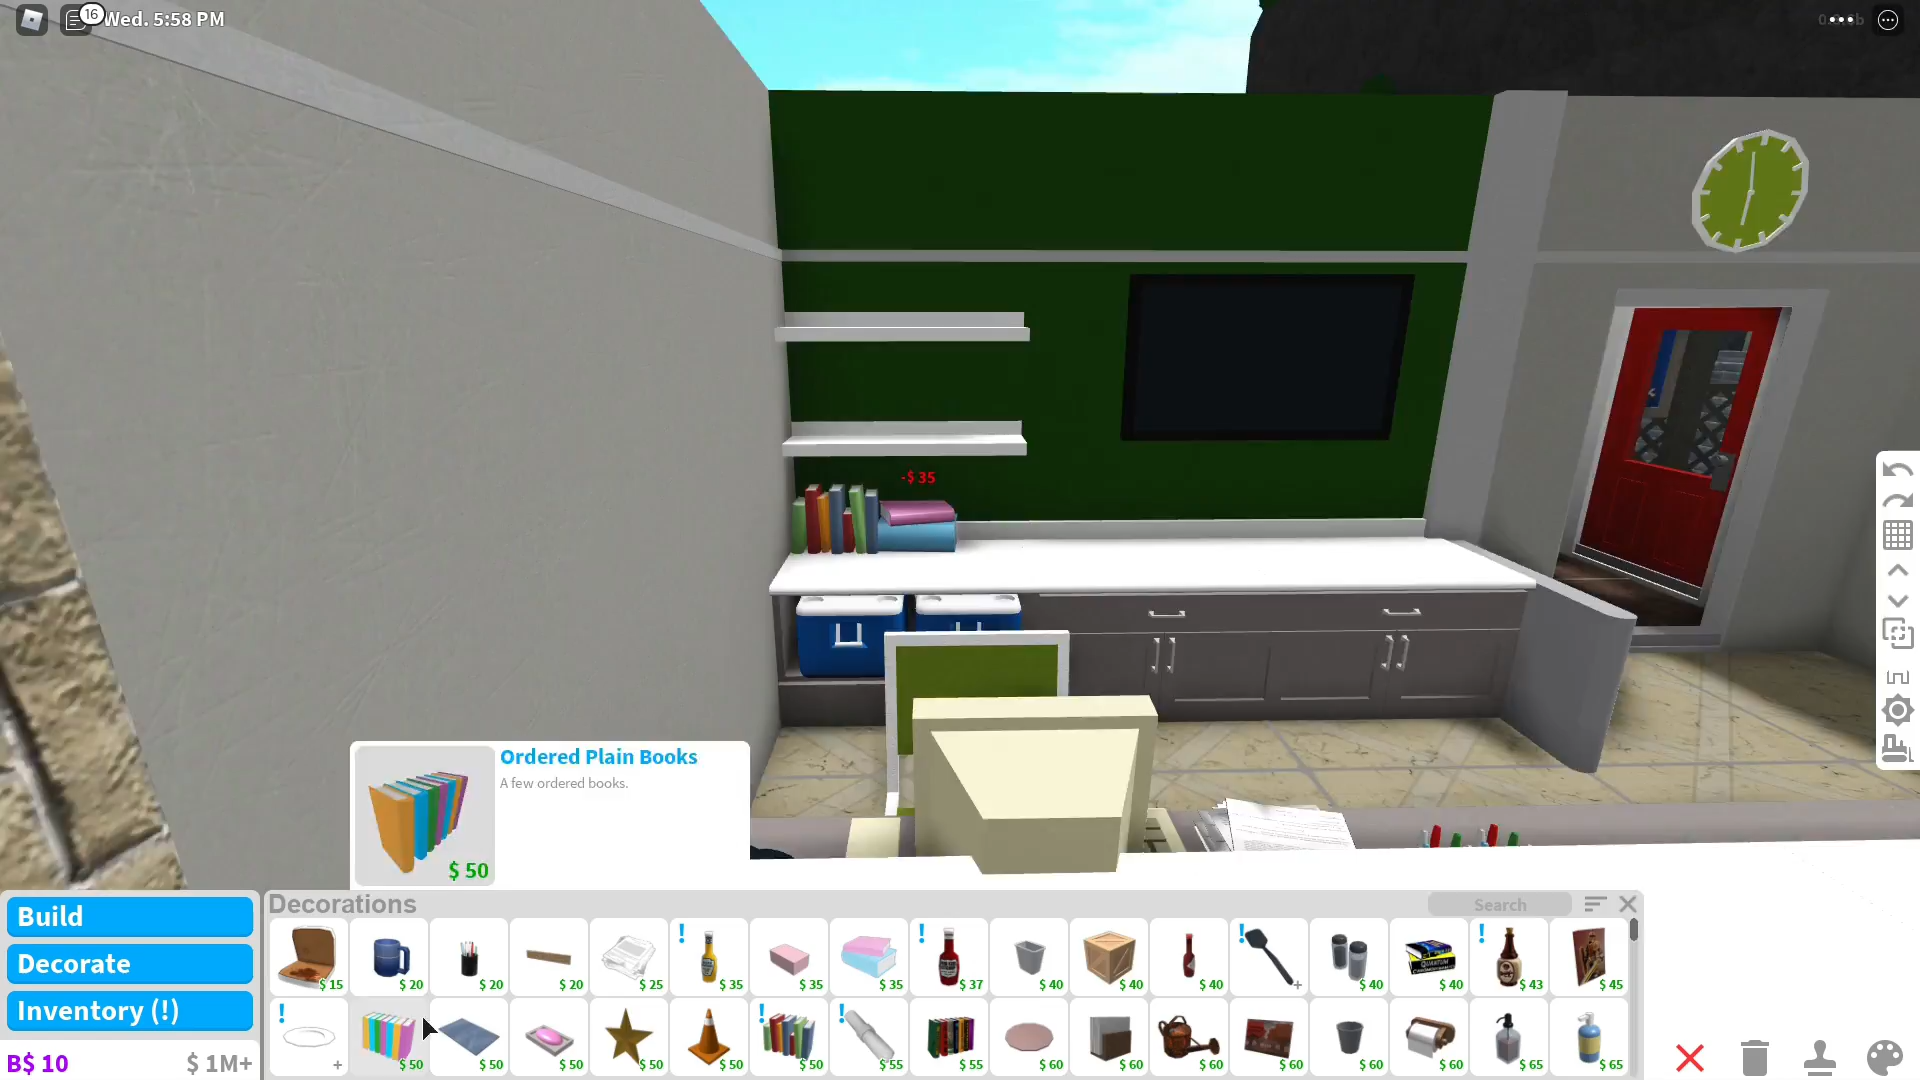 16
Wed. 5:58 PM
-$ 35
Ordered Plain Books
A few ordered books.
$ 50
Build
Decorate
Inventory (!)
B$ 10
$ 1M+
Decorations
Search
$ 15
$ 20
$ 20
$ 20
$ 25
! $ 35
$ 35
$ 35
! $ 37
$ 40
$ 40
$ 40
! +
$ 40
QUANTUM
$ 40
! $ 43
$ 45
! +
$ 50
$ 50
$ 50
$ 50
$ 50
! $ 50
! $ 55
$ 55
$ 60
$ 60
$ 60
$ 60
$ 60
$ 60
$ 65
$ 65